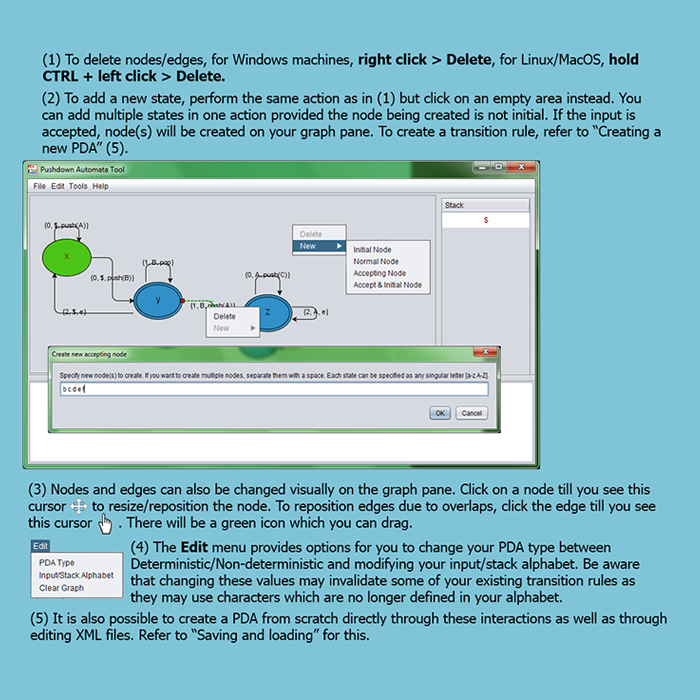 (1) To delete nodes/edges, for Windows machines, right click > Delete, for Linux/MacOS, hold
CTRL + left click > Delete.
(2) To add a new state, perform the same action as in (1) but click on an empty area instead. You
can add multiple states in one action provided the node being created is not initial. If the input is
accepted, node(s) will be created on your graph pane. To create a transition rule, refer to "Creating a
new PDA" (5).
Pushdown Automata Tool
File Edit Tools Help
Stack
$
(0, $, push(A))
X
(0, $, push(B))
(2, $, e)
(1, B, pop)
y
(1, B, push(A))
(0, A, push(C))
z
(2, A, e)
Delete
New
Initial Node
Normal Node
Accepting Node
Accept & Initial Node
Delete
New
Create new accepting node
Specify new node(s) to create. If you want to create multiple nodes, separate them with a space. Each state can be specified as any singular letter [a-z A-Z].
b c d e f
OK
Cancel
(3) Nodes and edges can also be changed visually on the graph pane. Click on a node till you see this
cursor to resize/reposition the node. To reposition edges due to overlaps, click the edge till you see
this cursor . There will be a green icon which you can drag.
Edit
PDA Type
Input/Stack Alphabet
Clear Graph
(4) The Edit menu provides options for you to change your PDA type between
Deterministic/Non-deterministic and modifying your input/stack alphabet. Be aware
that changing these values may invalidate some of your existing transition rules as
they may use characters which are no longer defined in your alphabet.
(5) It is also possible to create a PDA from scratch directly through these interactions as well as through
editing XML files. Refer to "Saving and loading" for this.